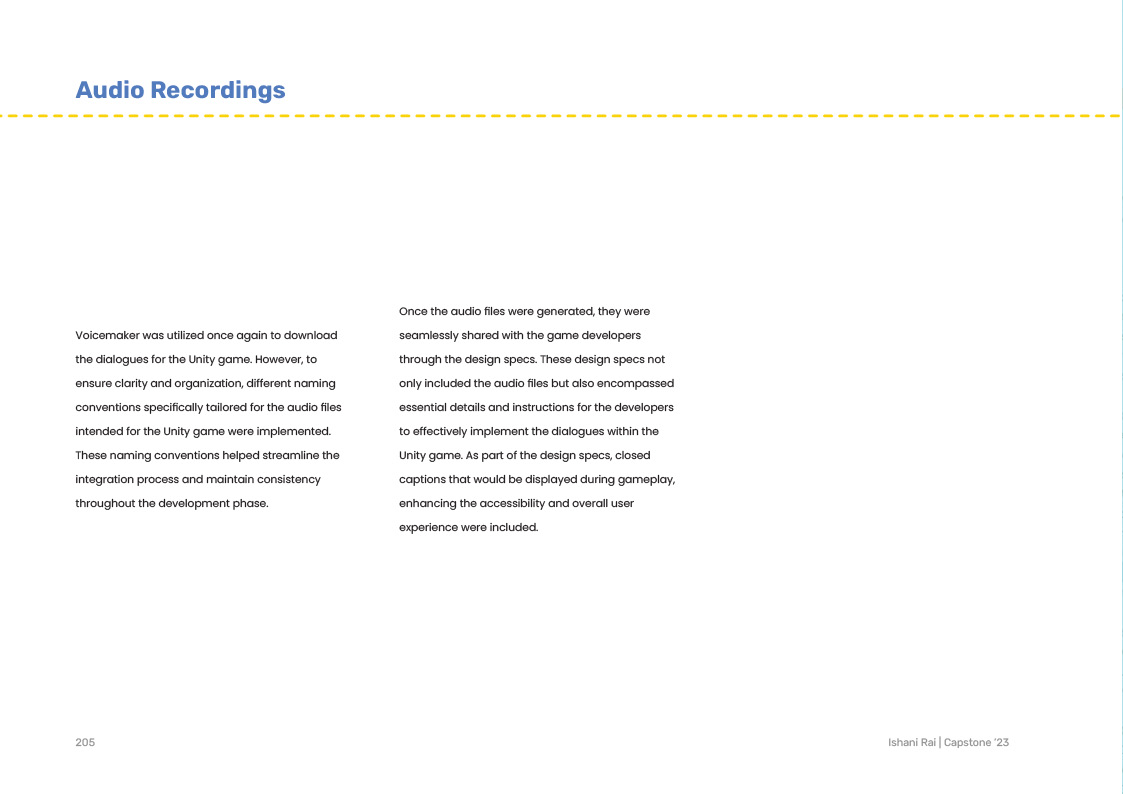 Audio Recordings
Voicemaker was utilized once again to download
the dialogues for the Unity game. However, to
ensure clarity and organization, different naming
conventions specifically tailored for the audio files
intended for the Unity game were implemented.
These naming conventions helped streamline the
integration process and maintain consistency
throughout the development phase.
Once the audio files were generated, they were
seamlessly shared with the game developers
through the design specs. These design specs not
only included the audio files but also encompassed
essential details and instructions for the developers
to effectively implement the dialogues within the
Unity game. As part of the design specs, closed
captions that would be displayed during gameplay,
enhancing the accessibility and overall user
experience were included.
205
Ishani Rai | Capstone '23